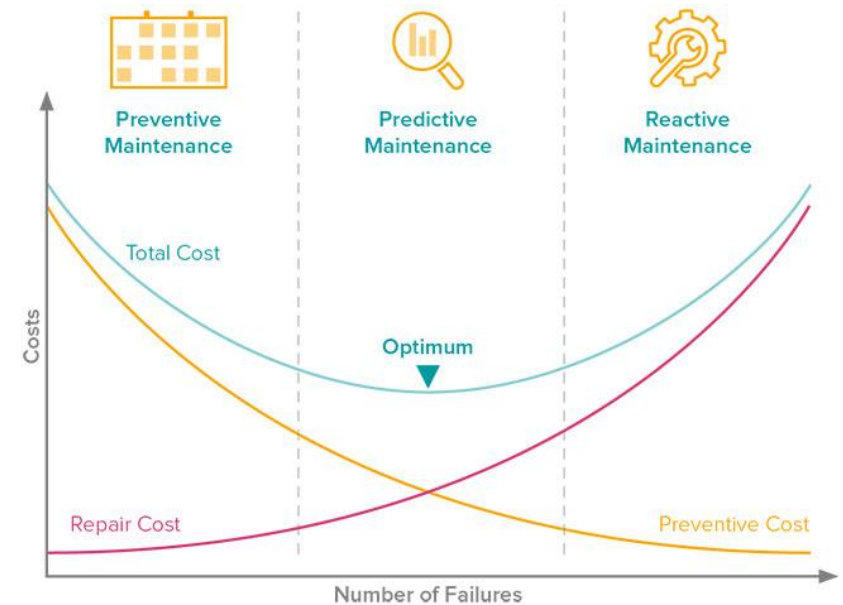 Preventive
Maintenance
Predictive
Maintenance
Reactive
Maintenance
Total Cost
Optimum
Costs
Repair Cost
Preventive Cost
Number of Failures